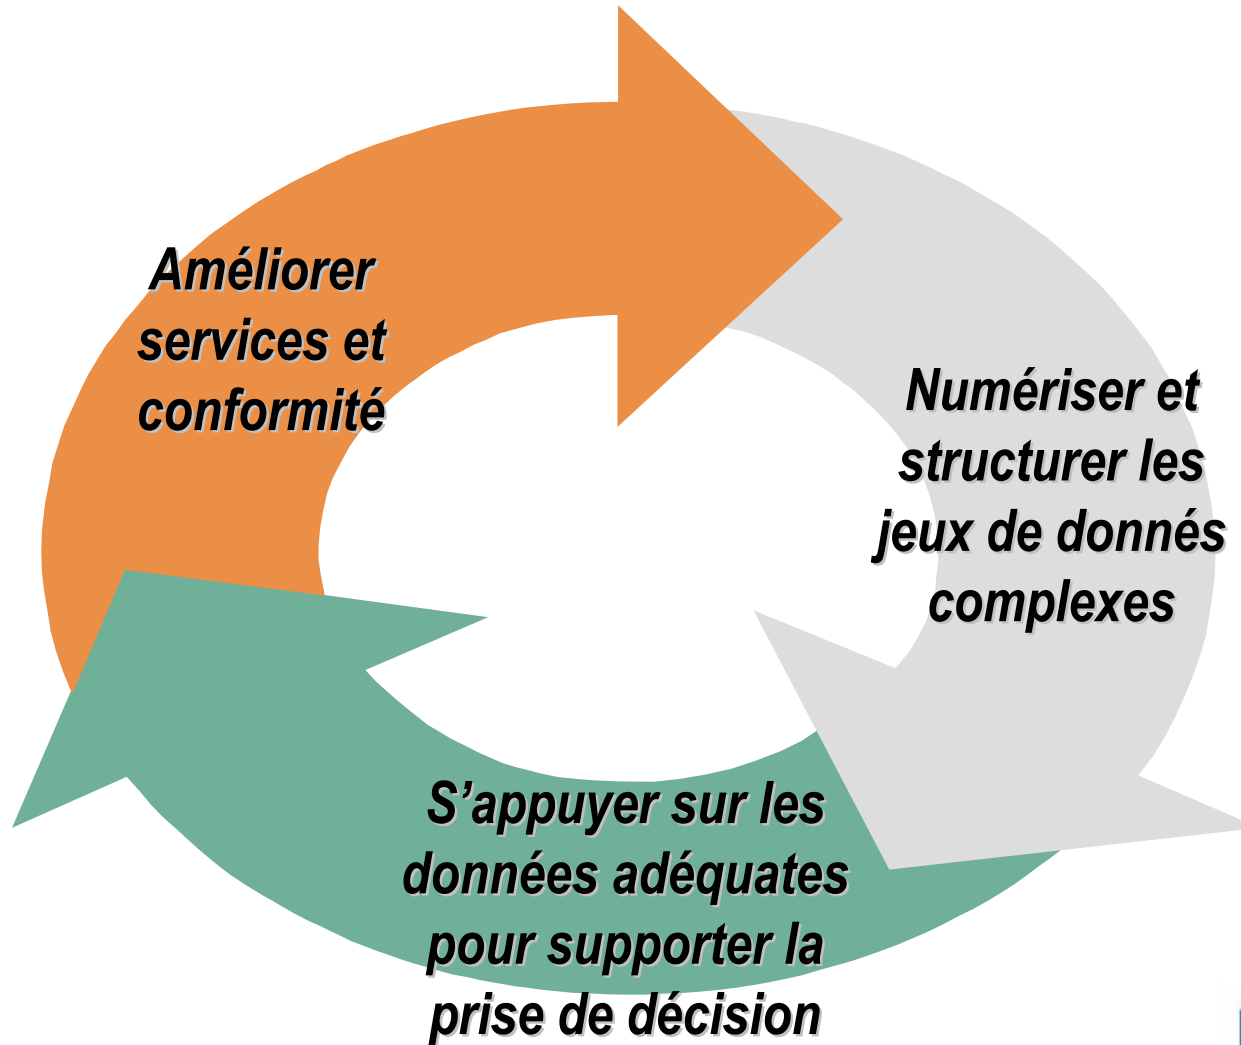 Améliorer
services et
conformité
Numériser et
structurer les
jeux de donnés
complexes
S’appuyer sur les
données adéquates
pour supporter la
prise de décision